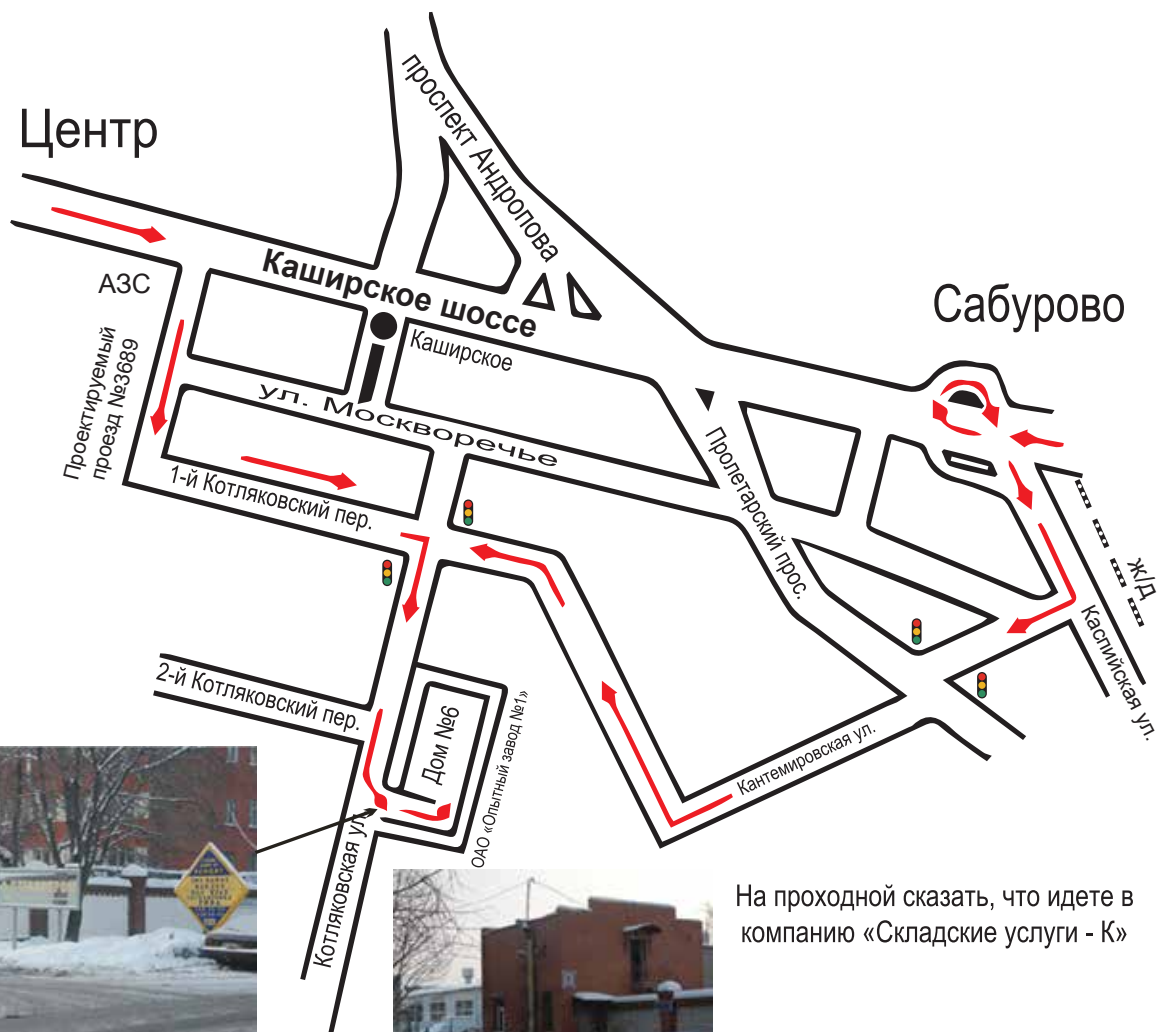 Центр
проспект Андропова
Каширское шоссе
АЗС
Сабурово
Каширское
Проектируемый
проезд №3689
ул. Москворечье
Пролетарский прос.
1-й Котляковский пер.
ж/д
Каспийская ул.
2-й Котляковский пер.
Дом №6
ОАО «Опытный завод №1»
Кантемировская ул.
Котляковская ул.
На проходной сказать, что идете в
компанию «Складские услуги - К»